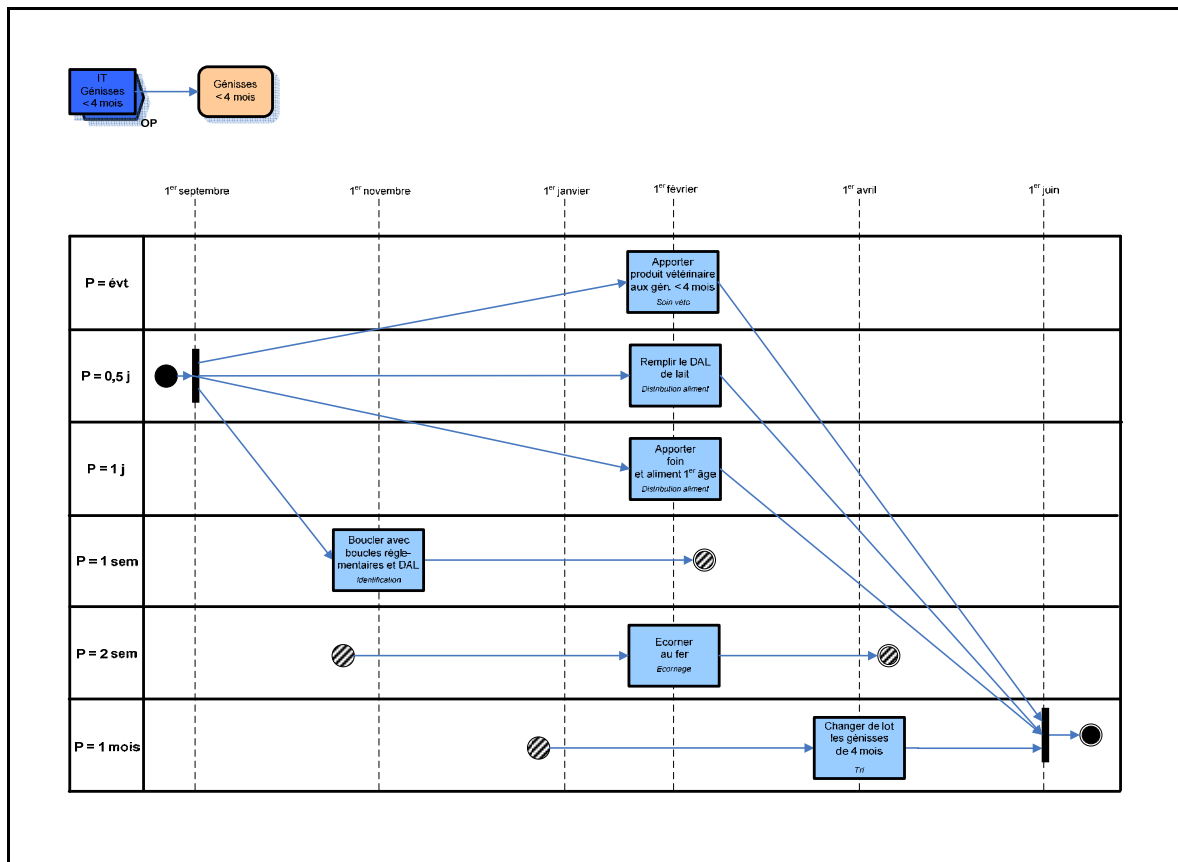 IT
Génisses
< 4 mois
OP
Génisses
< 4 mois
1er septembre
1er novembre
1er janvier
1er février
1er avril
1er juin
P = évt
Apporter
produit vétérinaire
aux gén. < 4 mois
Soin véto
P = 0,5 j
Remplir le DAL
de lait
Distribution aliment
P = 1 j
Apporter
foin
et aliment 1er âge
Distribution aliment
P = 1 sem
Boucler avec
boucles régle-
mentaires et DAL
Identification
P = 2 sem
Ecorner
au fer
Ecornage
P = 1 mois
Changer de lot
les génisses
de 4 mois
Tri